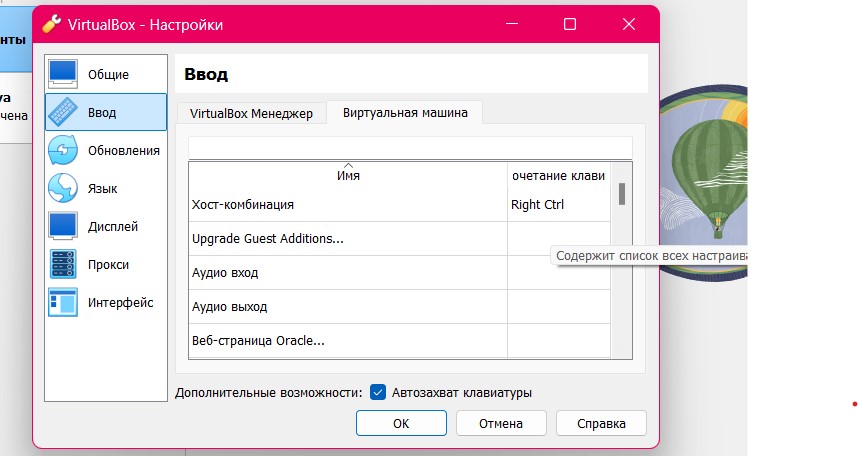 VirtualBox - Настройки
нты
va
чена
Общие
Ввод
Обновления
Язык
Дисплей
Прокси
Интерфейс
Ввод
VirtualBox Менеджер
Виртуальная машина
Имя
очетание клави
Хост-комбинация
Right Ctrl
Upgrade Guest Additions...
Аудио вход
Аудио выход
Веб-страница Oracle...
Содержит список всех настраива
Дополнительные возможности:
Автозахват клавиатуры
OK
Отмена
Справка